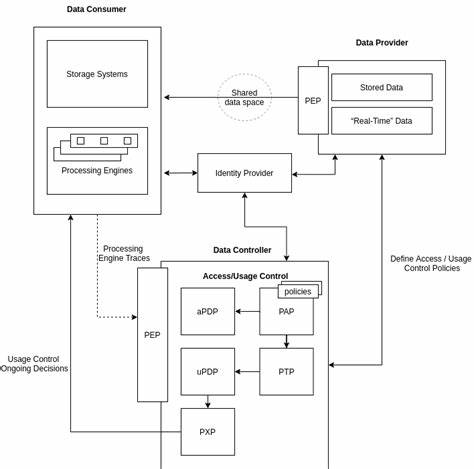 Data Consumer
Storage Systems
Processing Engines
Shared
data space
Data Provider
PEP
Stored Data
“Real-Time” Data
Identity Provider
Processing
Engine Traces
Data Controller
Define Access / Usage
Control Policies
Access/Usage Control
policies
aPDP
PAP
PEP
uPDP
PTP
Usage Control
Ongoing Decisions
PXP